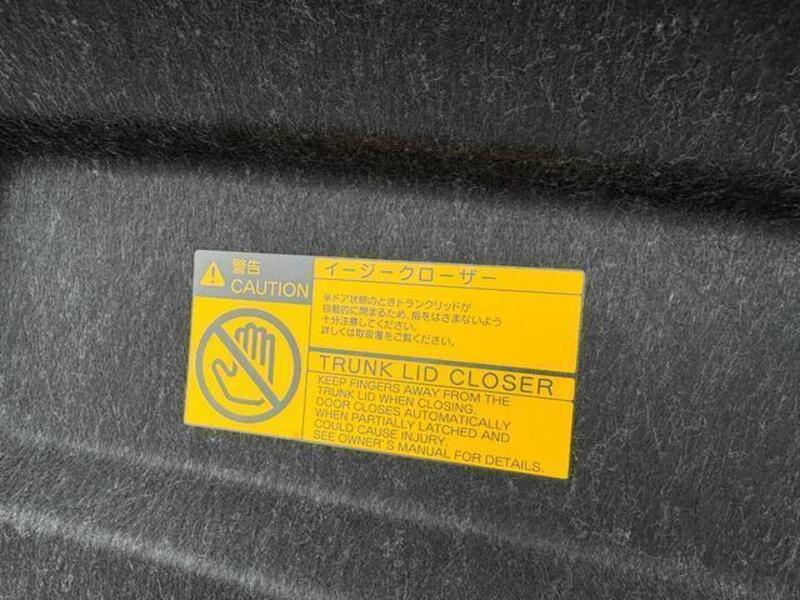 警告
CAUTION
イージークローザー
半ドア状態のときトランクリッドが
自動的に閉まるため、指をはさまないよう
十分注意してください。
詳しくは取扱書をご覧ください。
TRUNK LID CLOSER
KEEP FINGERS AWAY FROM THE
TRUNK LID WHEN CLOSING.
DOOR CLOSES AUTOMATICALLY
WHEN PARTIALLY LATCHED AND
COULD CAUSE INJURY.
SEE OWNER'S MANUAL FOR DETAILS.